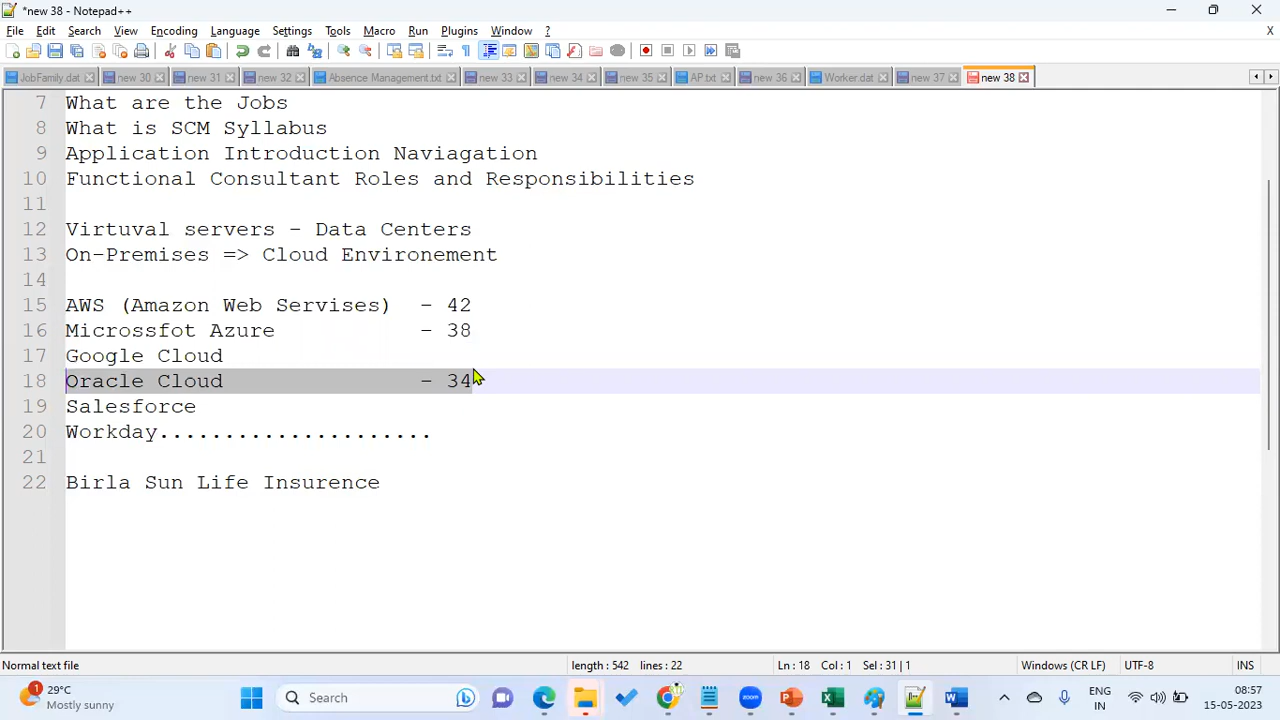 *new 38 - Notepad++
File Edit Search View Encoding Language Settings Tools Macro Run Plugins Window ?
X
JobFamily.dat new 30 new 31 new 32 Absence Management.txt new 33 new 34 new 35 AP.txt new 36 Worker.dat new 37 new 38
7 What are the Jobs
8 What is SCM Syllabus
9 Application Introduction Naviagation
10 Functional Consultant Roles and Responsibilities
11
12 Virtuval servers - Data Centers
13 On-Premises => Cloud Environement
14
15 AWS (Amazon Web Servises) - 42
16 Microssfot Azure - 38
17 Google Cloud
18 Oracle Cloud - 34
19 Salesforce
20 Workday.....................
21
22 Birla Sun Life Insurence
Normal text file length : 542 lines : 22 Ln : 18 Col : 1 Sel : 31 | 1 Windows (CR LF) UTF-8 INS
1 29°C
Mostly sunny
Search
zoom
ENG
IN
08:57
15-05-2023